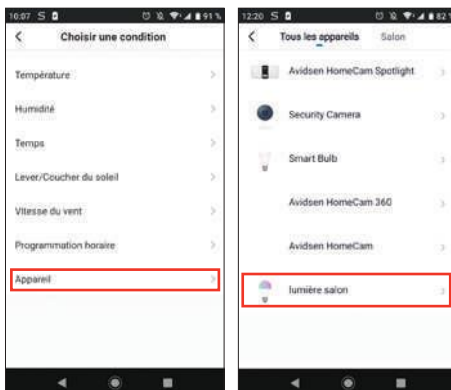 10:07 S
91 %
Choisir une condition
Température
Humidité
Temps
Lever/Coucher du soleil
Vitesse du vent
Programmation horaire
Appareil
12:20 S
82 %
Tous les appareils Salon
Avidsen HomeCam Spotlight
Security Camera
Smart Bulb
Avidsen HomeCam 360
Avidsen HomeCam
lumière salon